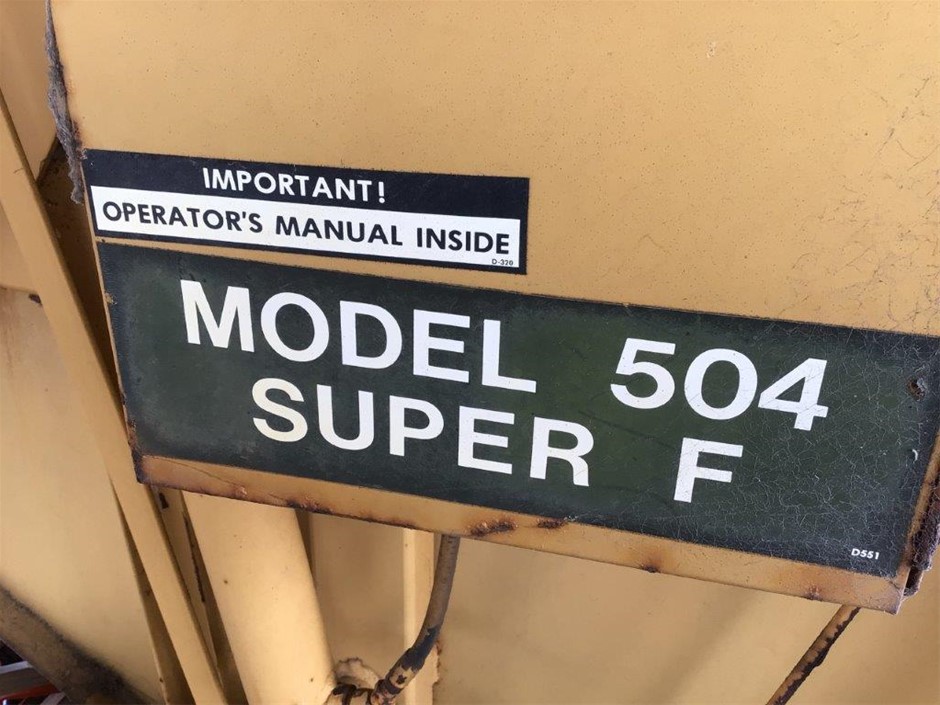 IMPORTANT!
OPERATOR'S MANUAL INSIDE
D-320
MODEL 504
SUPER F
D551